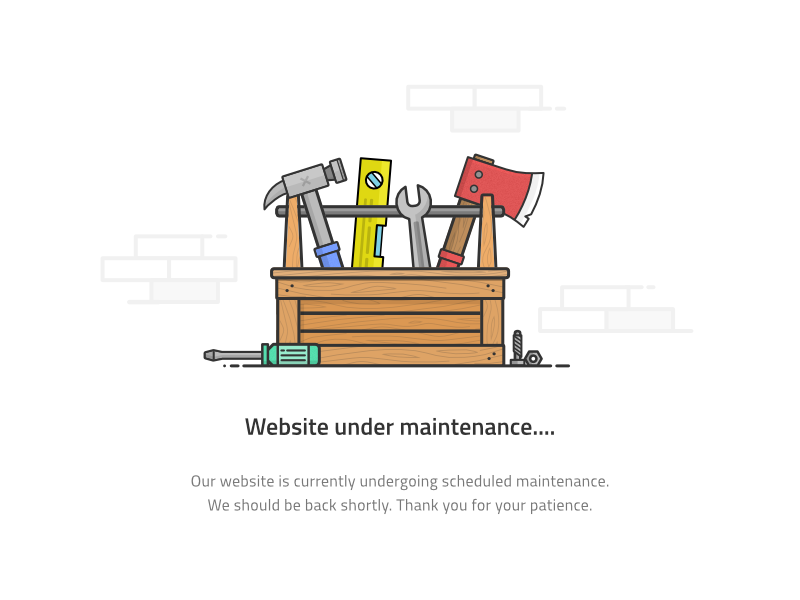 Website under maintenance....
Our website is currently undergoing scheduled maintenance.
We should be back shortly. Thank you for your patience.